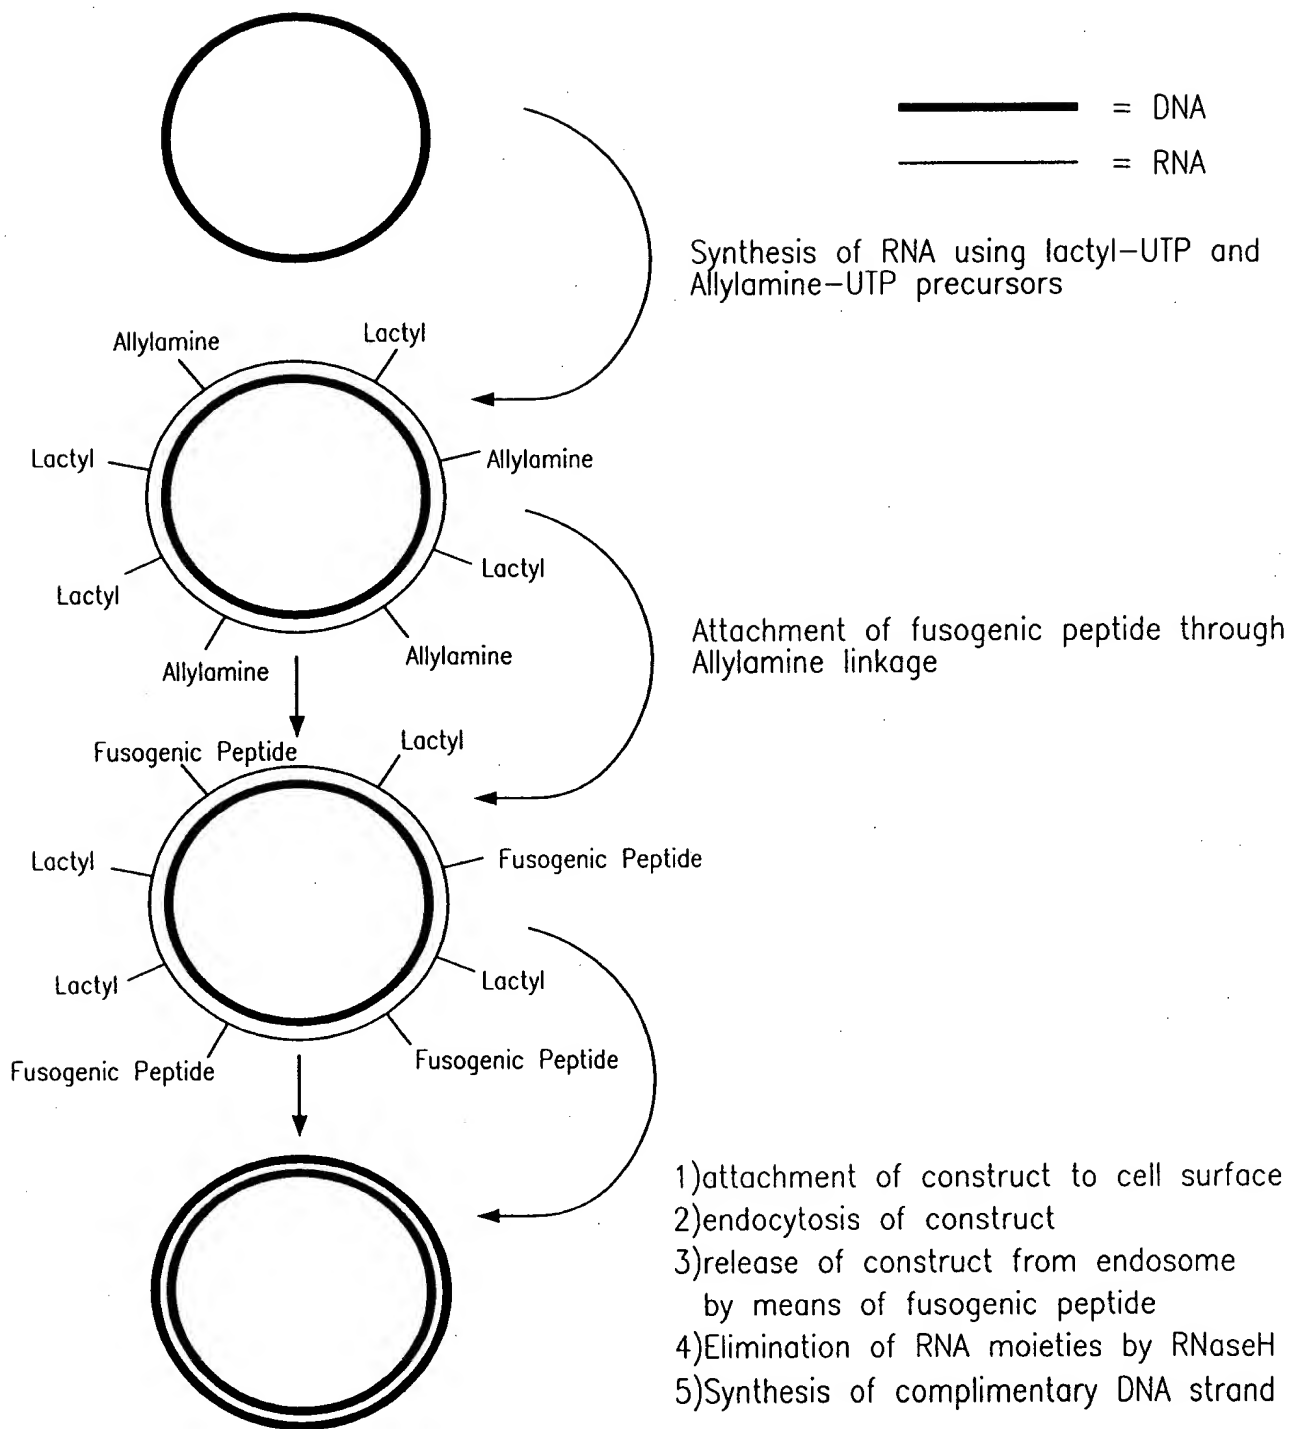 = DNA
= RNA
Synthesis of RNA using lactyl-UTP and
Allylamine-UTP precursors
Allylamine
Lactyl
Lactyl
Allylamine
Lactyl
Lactyl
Allylamine
Allylamine
Attachment of fusogenic peptide through
Allylamine linkage
Fusogenic Peptide
Lactyl
Lactyl
Fusogenic Peptide
Lactyl
Lactyl
Fusogenic Peptide
Fusogenic Peptide
1)attachment of construct to cell surface
2)endocytosis of construct
3)release of construct from endosome
by means of fusogenic peptide
4)Elimination of RNA moieties by RNaseH
5)Synthesis of complimentary DNA strand